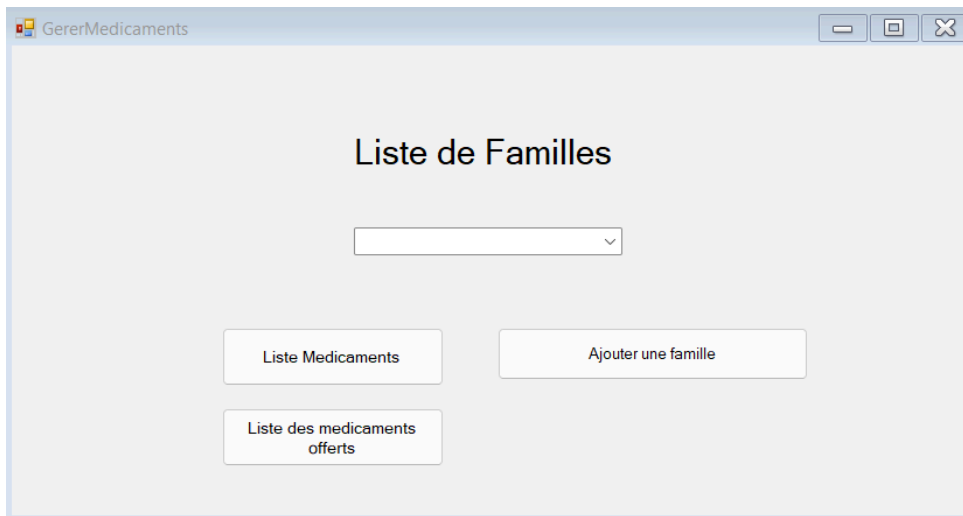 GererMedicaments
Liste de Familles
Liste Medicaments
Ajouter une famille
Liste des medicaments
offerts